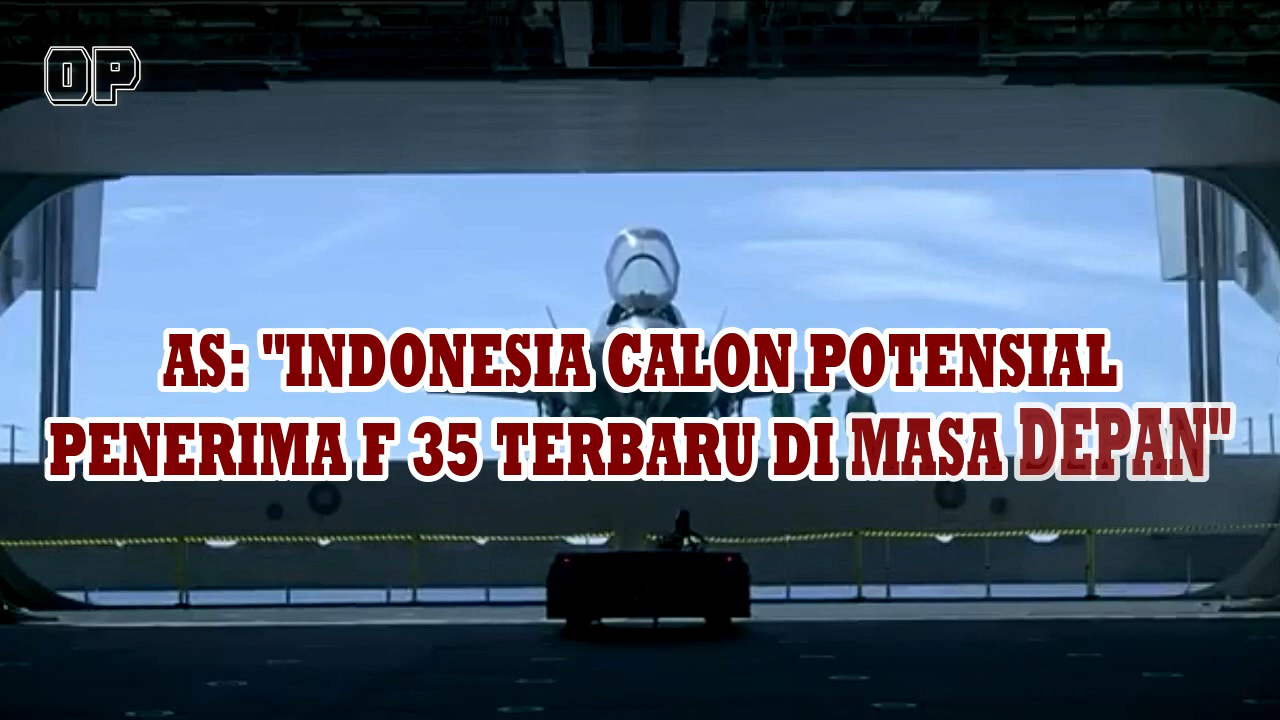 OP
AS: "INDONESIA CALON POTENSIAL
PENERIMA F 35 TERBARU DI MASA DEPAN"